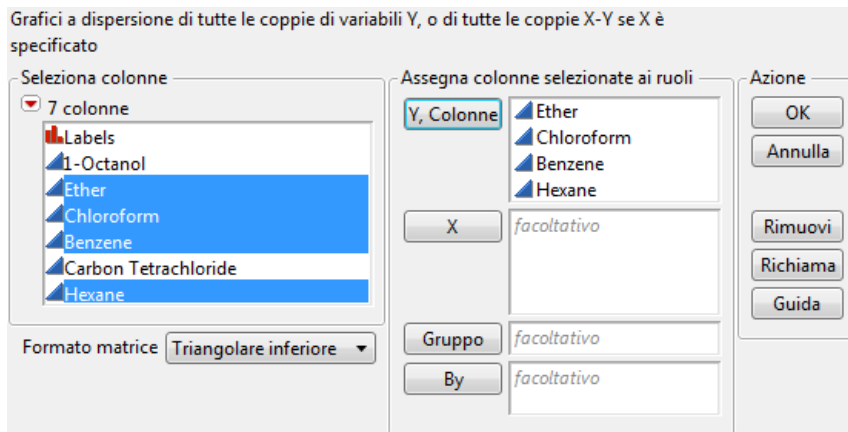 Grafici a dispersione di tutte le coppie di variabili Y, o di tutte le coppie X-Y se X è
specificato
Seleziona colonne
7 colonne
Labels
1-Octanol
Ether
Chloroform
Benzene
Carbon Tetrachloride
Hexane
Formato matrice Triangolare inferiore
Assegna colonne selezionate ai ruoli
Y, Colonne
Ether
Chloroform
Benzene
Hexane
X facoltativo
Gruppo facoltativo
By facoltativo
Azione
OK
Annulla
Rimuovi
Richiama
Guida